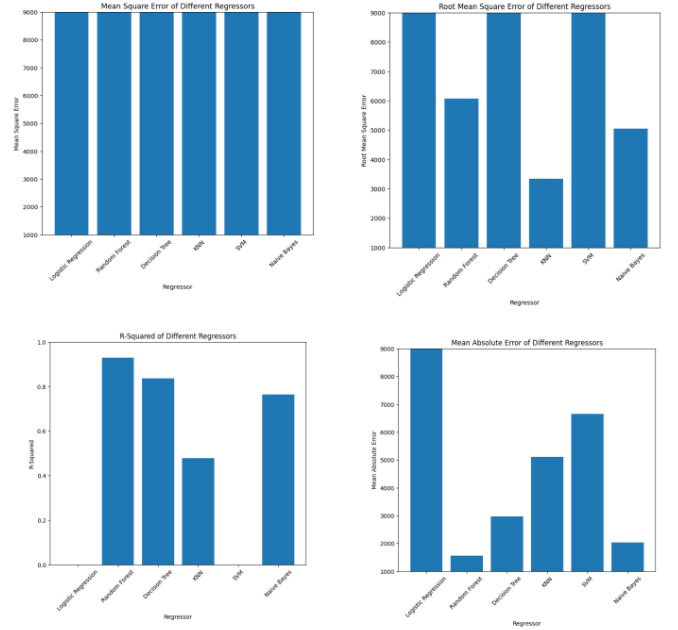 Mean Square Error of Different Regressors
9000
8000
7000
6000
5000
4000
3000
2000
1000
Mean Square Error
Logistic Regression
Random Forest
Decision Tree
KNN
SVM
Naive Bayes
Regressor
Root Mean Square Error of Different Regressors
9000
8000
7000
6000
5000
4000
3000
2000
1000
Root Mean Square Error
Logistic Regression
Random Forest
Decision Tree
KNN
SVM
Naive Bayes
Regressor
R-Squared of Different Regressors
1.0
0.8
0.6
0.4
0.2
0.0
R-Squared
Logistic Regression
Random Forest
Decision Tree
KNN
SVM
Naive Bayes
Regressor
Mean Absolute Error of Different Regressors
9000
8000
7000
6000
5000
4000
3000
2000
1000
Mean Absolute Error
Logistic Regression
Random Forest
Decision Tree
KNN
SVM
Naive Bayes
Regressor